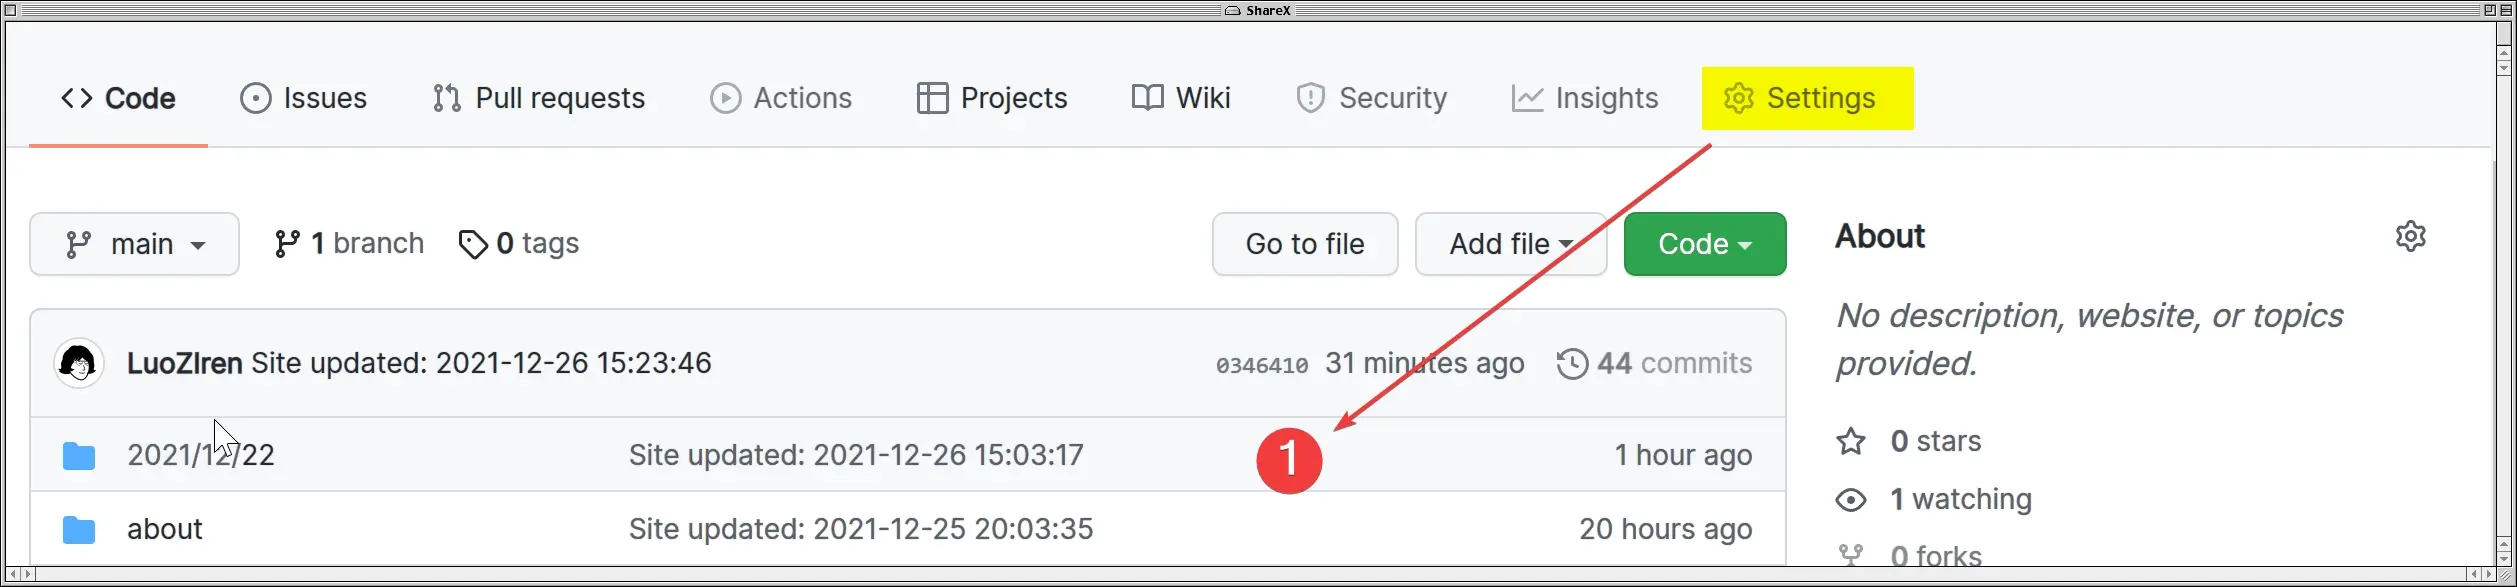 ShareX
Code Issues Pull requests Actions Projects Wiki Security Insights Settings
main 1 branch 0 tags Go to file Add file Code
About
No description, website, or topics
provided.
LuoZIren Site updated: 2021-12-26 15:23:46 0346410 31 minutes ago 44 commits
2021/12/22 Site updated: 2021-12-26 15:03:17 1 1 hour ago
about Site updated: 2021-12-25 20:03:35 20 hours ago
0 stars
1 watching
0 forks